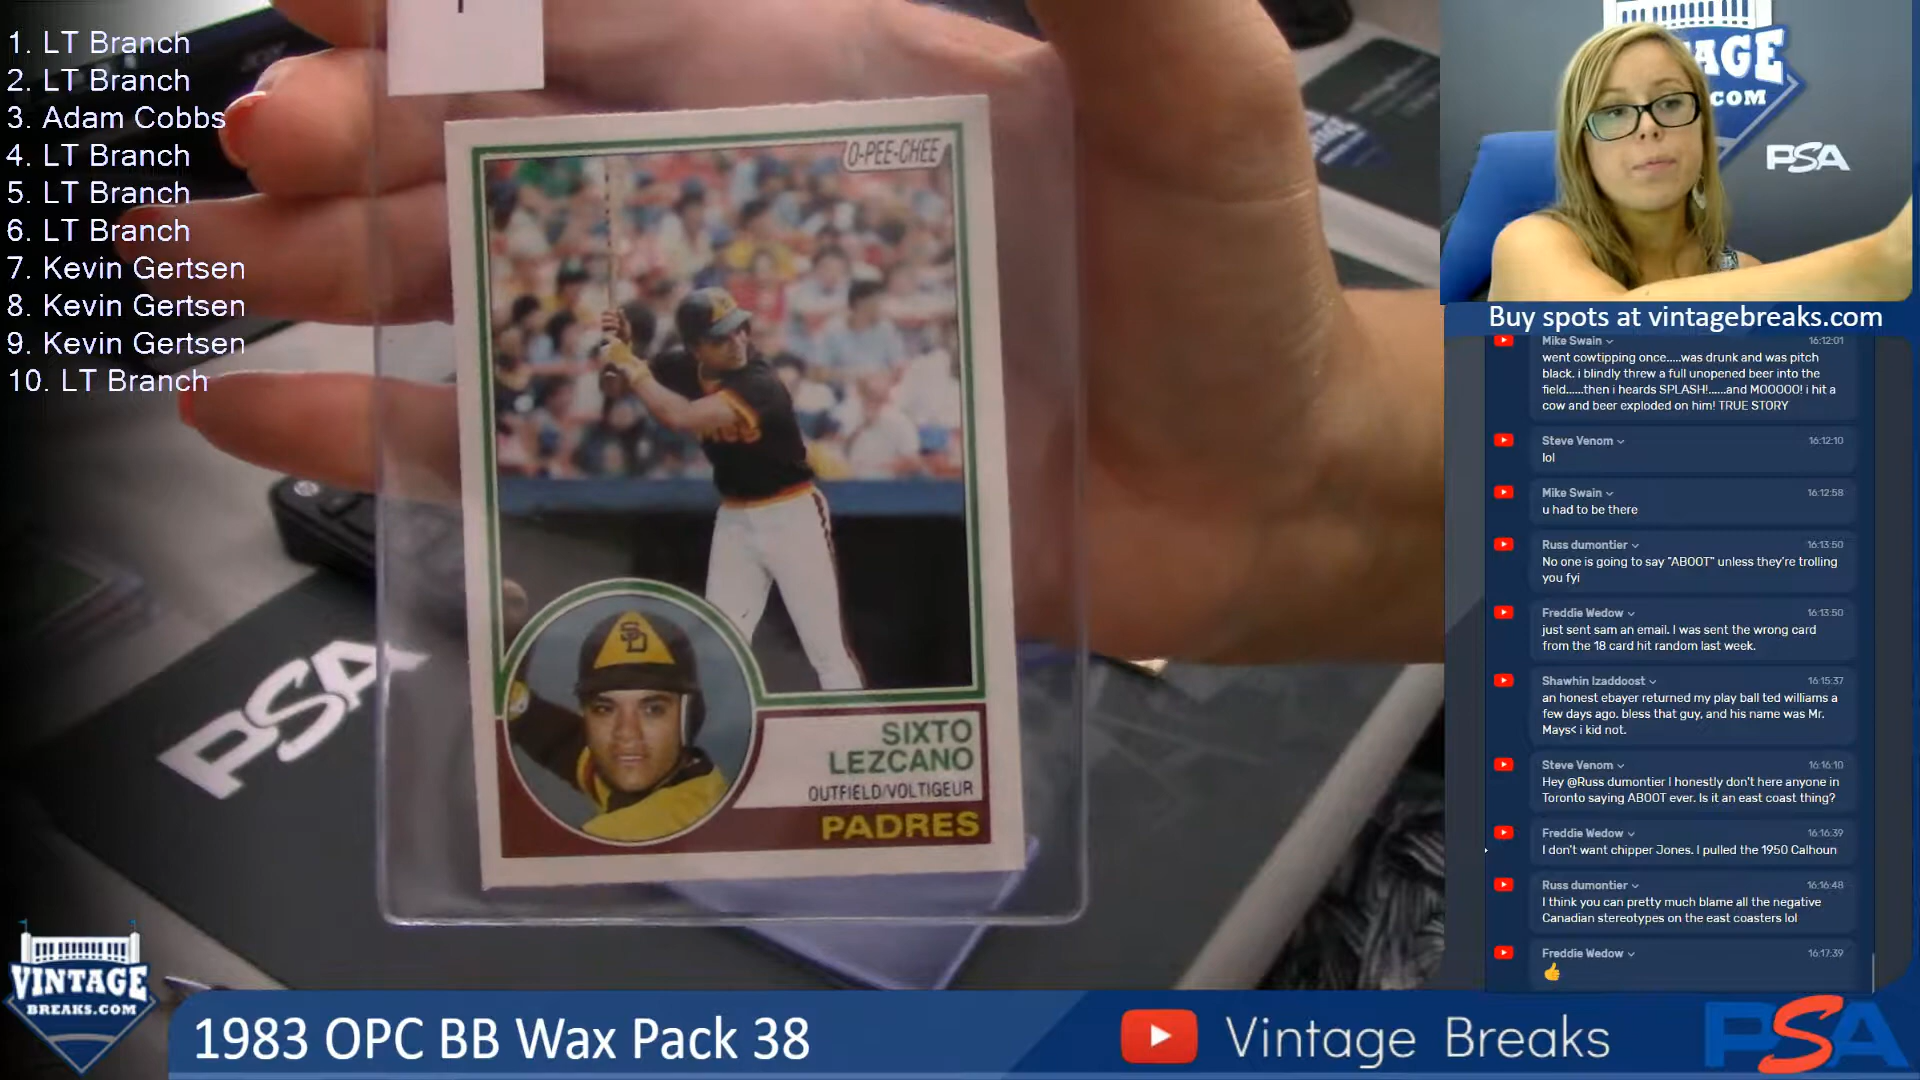 1. LT Branch
2. LT Branch
3. Adam Cobbs
4. LT Branch
5. LT Branch
6. LT Branch
7. Kevin Gertsen
8. Kevin Gertsen
9. Kevin Gertsen
10. LT Branch
O-PEE-CHEE
SD
SIXTO
LEZCANO
OUTFIELD/VOLTIGEUR
PADRES
PSA
AGE
.COM
PSA
Buy spots at vintagebreaks.com
Mike Swain 16:12:01
went cowtipping once.....was drunk and was pitch
black. i blindly threw a full unopened beer into the
field......then i heards SPLASH!......and MOOOOO! i hit a
cow and beer exploded on him! TRUE STORY
Steve Venom 16:12:10
lol
Mike Swain 16:12:58
u had to be there
Russ dumontier 16:13:50
No one is going to say "ABOOT" unless they're trolling
you fyi
Freddie Wedow 16:13:50
just sent sam an email. I was sent the wrong card
from the 18 card hit random last week.
Shawhin Izaddoost 16:15:37
an honest ebayer returned my play ball ted williams a
few days ago. bless that guy, and his name was Mr.
Mays< i kid not.
Steve Venom 16:16:10
Hey @Russ dumontier I honestly don't here anyone in
Toronto saying ABOOT ever. Is it an east coast thing?
Freddie Wedow 16:16:39
I don't want chipper Jones. I pulled the 1950 Calhoun
Russ dumontier 16:16:48
I think you can pretty much blame all the negative
Canadian stereotypes on the east coasters lol
Freddie Wedow 16:17:39
👍
VINTAGE
BREAKS.COM
1983 OPC BB Wax Pack 38
Vintage Breaks
PSA